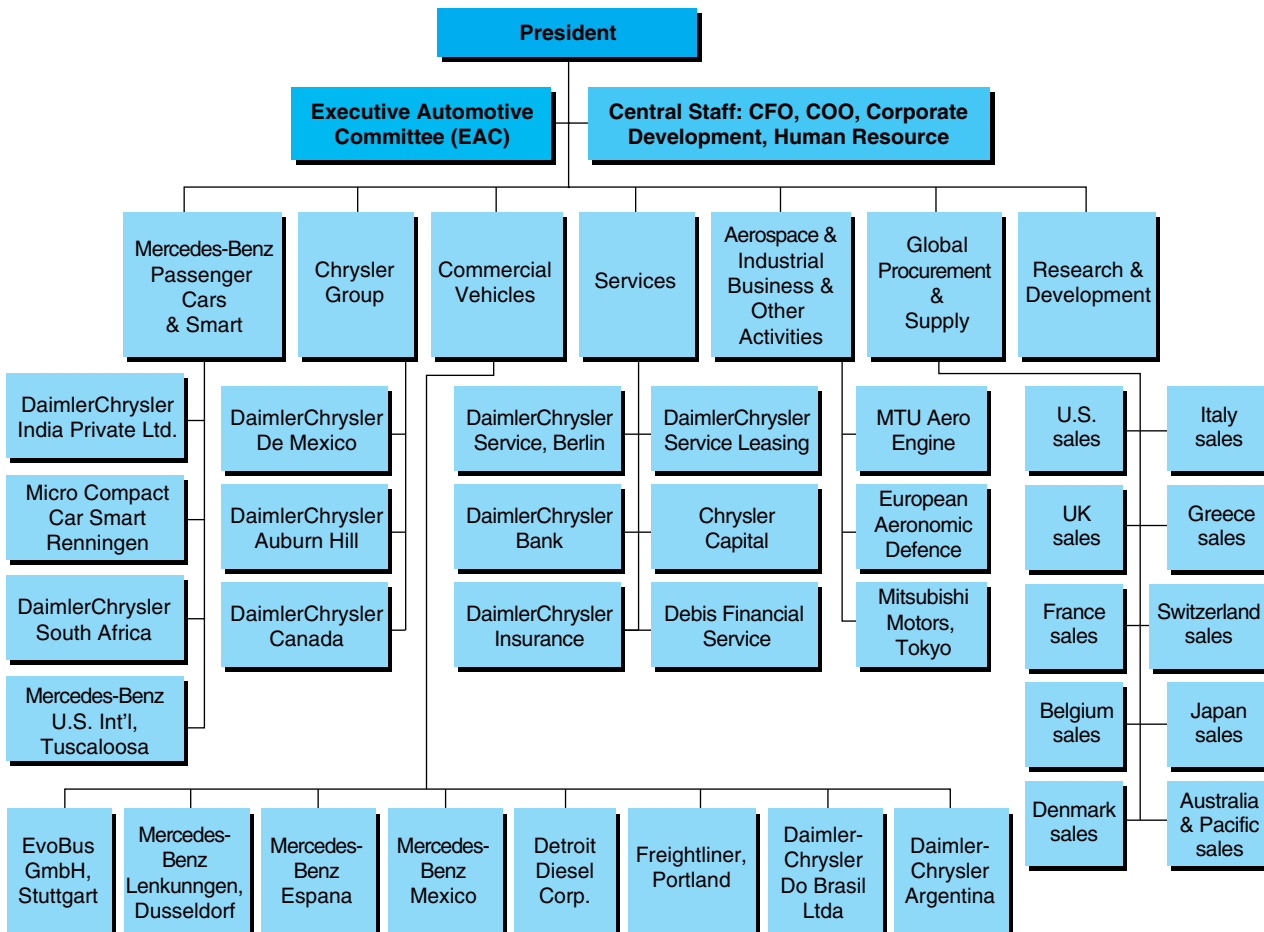 President
Executive Automotive
Committee (EAC)
Central Staff: CFO, COO, Corporate
Development, Human Resource
Mercedes-Benz
Passenger
Cars
& Smart
Chrysler
Group
Commercial
Vehicles
Services
Aerospace &
Industrial
Business &
Other
Activities
Global
Procurement
&
Supply
Research &
Development
DaimlerChrysler
India Private Ltd.
Micro Compact
Car Smart
Renningen
DaimlerChrysler
South Africa
Mercedes-Benz
U.S. Int'l,
Tuscaloosa
DaimlerChrysler
De Mexico
DaimlerChrysler
Auburn Hill
DaimlerChrysler
Canada
DaimlerChrysler
Service, Berlin
DaimlerChrysler
Bank
DaimlerChrysler
Insurance
DaimlerChrysler
Service Leasing
Chrysler
Capital
Debis Financial
Service
MTU Aero
Engine
European
Aeronomic
Defence
Mitsubishi
Motors,
Tokyo
U.S.
sales
UK
sales
France
sales
Belgium
sales
Denmark
sales
Italy
sales
Greece
sales
Switzerland
sales
Japan
sales
Australia
& Pacific
sales
EvoBus
GmbH,
Stuttgart
Mercedes-
Benz
Lenkunngen,
Dusseldorf
Mercedes-
Benz
Espana
Mercedes-
Benz
Mexico
Detroit
Diesel
Corp.
Freightliner,
Portland
Daimler-
Chrysler
Do Brasil
Ltda
Daimler-
Chrysler
Argentina